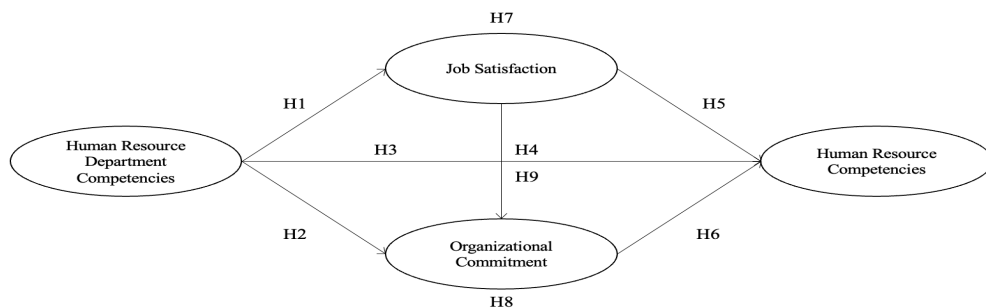 H7
Job Satisfaction
H1
H5
Human Resource
Department
Competencies
H3
H4
Human Resource
Competencies
H9
H2
Organizational
Commitment
H6
H8